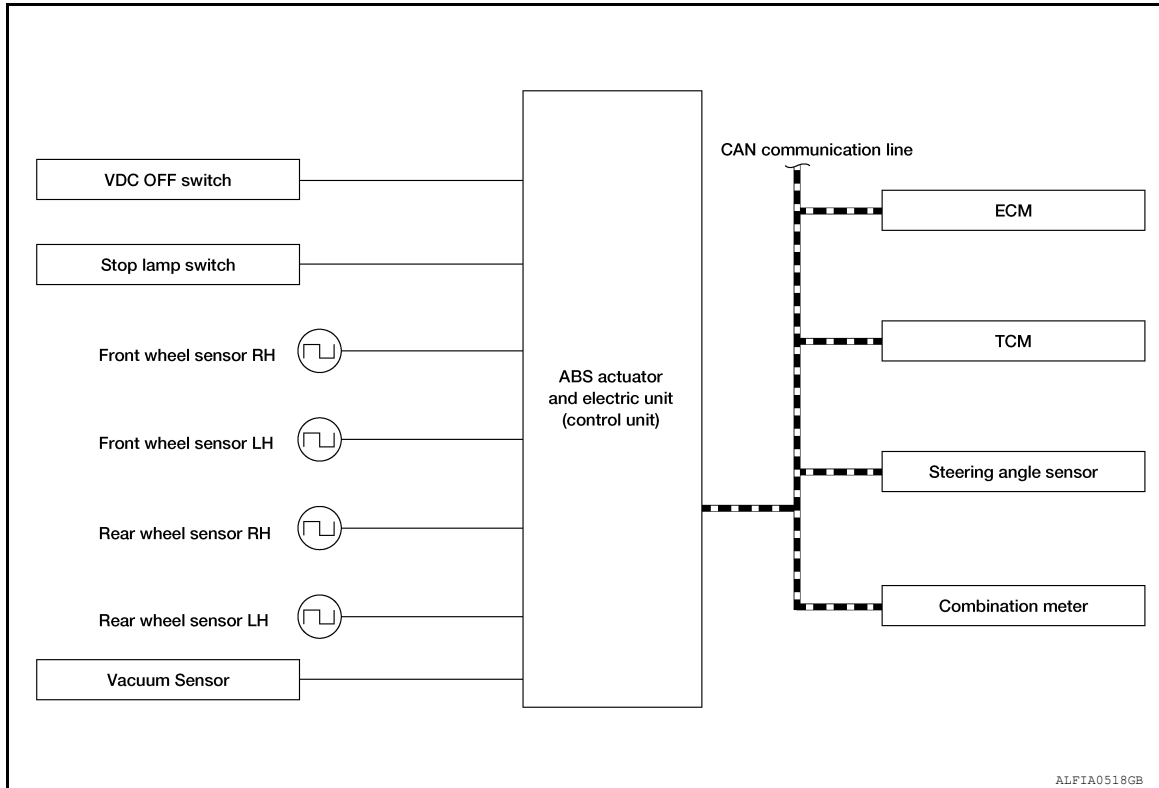 VDC OFF switch
Stop lamp switch
Front wheel sensor RH
Front wheel sensor LH
Rear wheel sensor RH
Rear wheel sensor LH
Vacuum Sensor
ABS actuator
and electric unit
(control unit)
CAN communication line
ECM
TCM
Steering angle sensor
Combination meter
ALFIA0518GB